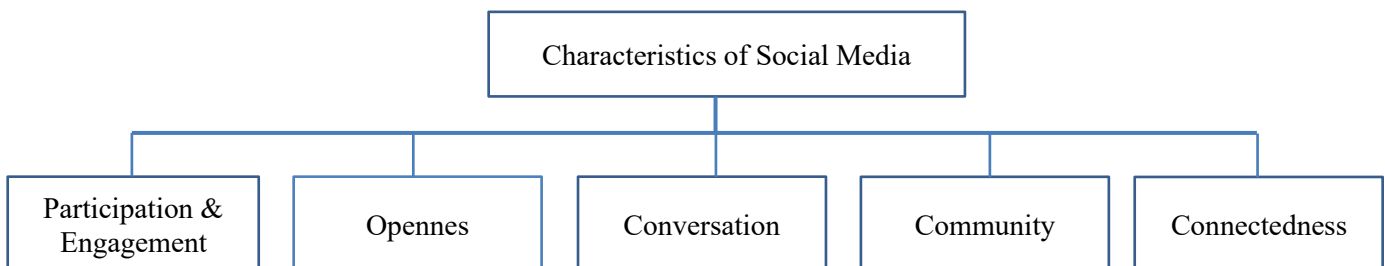 Characteristics of Social Media
Participation &
Engagement
Opennes
Conversation
Community
Connectedness